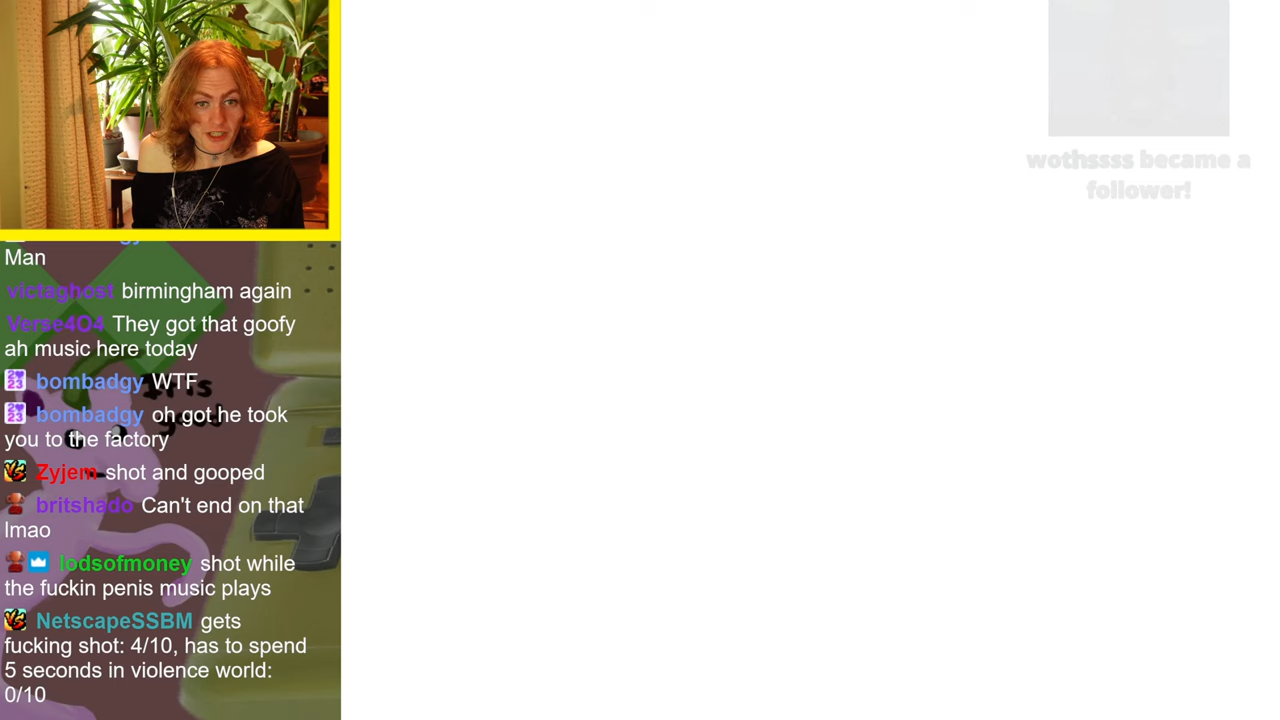 wothssss became a
follower!
Man
victaghost birmingham again
Verse4O4 They got that goofy
ah music here today
bombadgy WTF
bombadgy oh got he took
you to the factory
Zyjem shot and gooped
britshado Can't end on that
lmao
lodsofmoney shot while
the fuckin penis music plays
NetscapeSSBM gets
fucking shot: 4/10, has to spend
5 seconds in violence world:
0/10